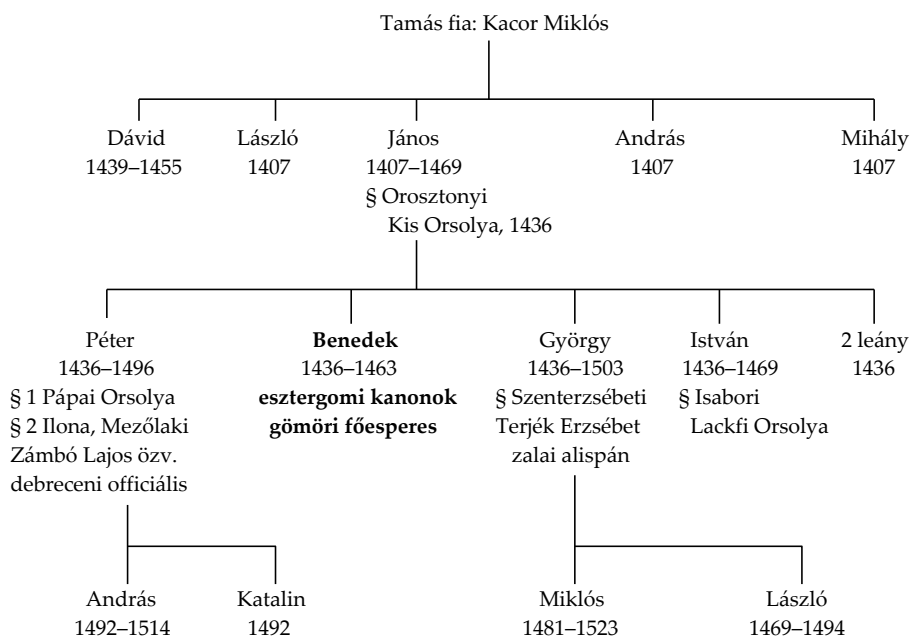 Tamás fia: Kacor Miklós
Dávid László János András Mihály
1439–1455 1407 1407–1469 1407 1407
§ Orosztonyi
Kis Orsolya, 1436
Péter Benedek György István 2 leány
1436–1496 1436–1463 1436–1503 1436–1469 1436
§ 1 Pápai Orsolya esztergomi kanonok § Szenterzsébeti § Isabori
§ 2 Ilona, Mezőlaki gömöri főesperes Terjék Erzsébet Lackfi Orsolya
Zámbó Lajos özv. zalai alispán
debreceni officiális
András Katalin Miklós László
1492–1514 1492 1481–1523 1469–1494